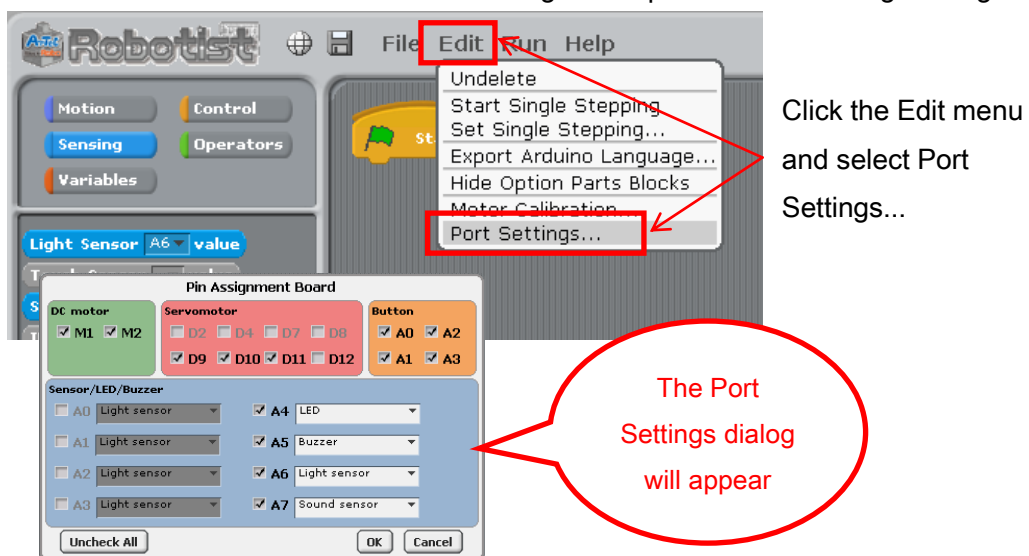 A.T.C. Robotist File Edit Run Help
Undelete
Start Single Stepping
Set Single Stepping...
Export Arduino Language...
Hide Option Parts Blocks
Motor Calibration...
Port Settings...
Motion Control
Sensing Operators
Variables
Light Sensor A6 value
Click the Edit menu
and select Port
Settings...
Pin Assignment Board
DC motor Servomotor Button
M1 M2 D2 D4 D7 D8 A0 A2
D9 D10 D11 D12 A1 A3
Sensor/LED/Buzzer
A0 Light sensor A4 LED
A1 Light sensor A5 Buzzer
A2 Light sensor A6 Light sensor
A3 Light sensor A7 Sound sensor
Uncheck All OK Cancel
The Port
Settings dialog
will appear